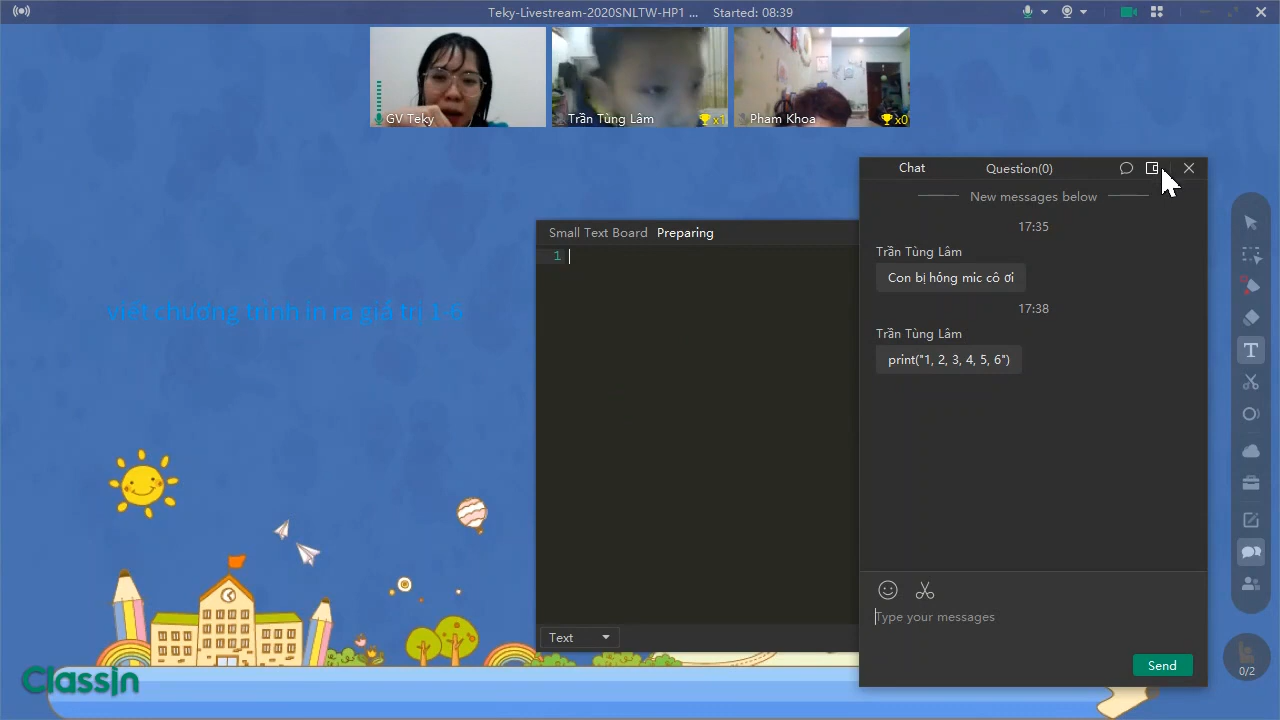 Teky-Livestream-2020SNLTW-HP1 ... Started: 08:39
GV Teky
Trần Tùng Lâm x1
Pham Khoa x0
Chat Question(0)
New messages below
17:35
Trần Tùng Lâm
Con bị hỏng mic cô ơi
17:38
Trần Tùng Lâm
print("1, 2, 3, 4, 5, 6")
Type your messages
Send
Small Text Board Preparing
1
Text
viết chương trình in ra giá trị 1-6
T
0/2
ClassIn